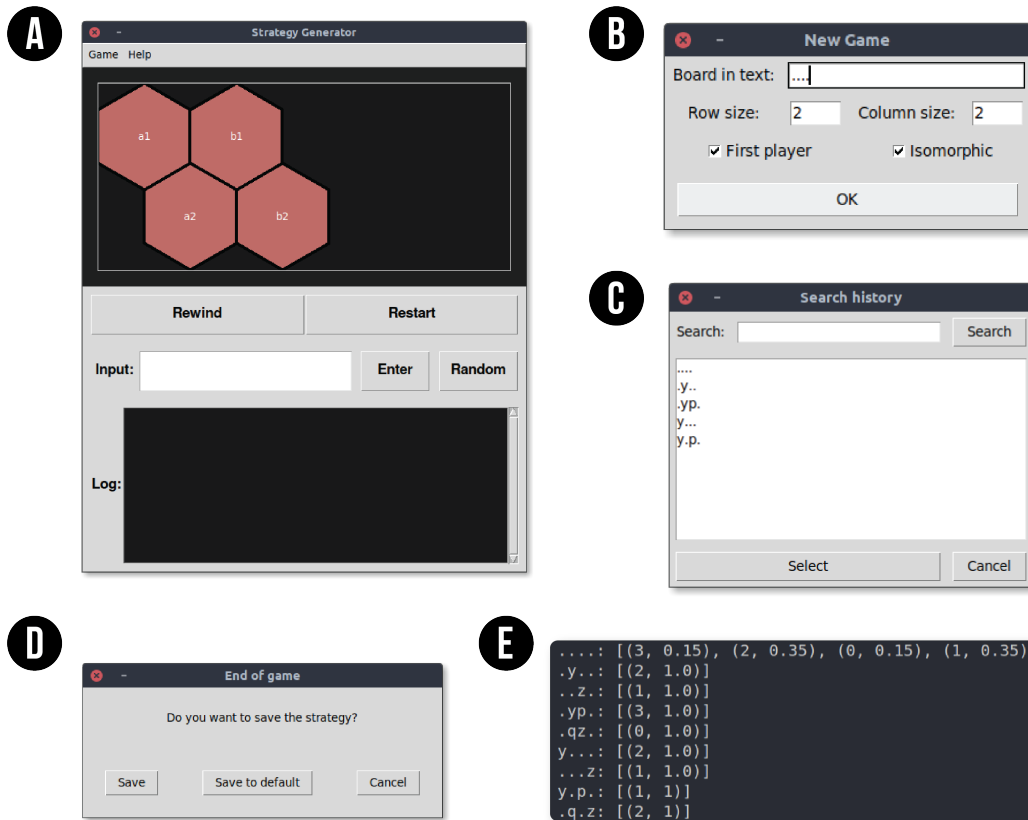 A
Strategy Generator
Game Help
a1 b1
a2 b2
Rewind Restart
Input: Enter Random
Log:
B
New Game
Board in text: ....
Row size: 2 Column size: 2
First player Isomorphic
OK
C
Search history
Search: Search
....
.y..
.yp.
y...
y.p.
Select Cancel
D
End of game
Do you want to save the strategy?
Save Save to default Cancel
E
....: [(3, 0.15), (2, 0.35), (0, 0.15), (1, 0.35)
.y..: [(2, 1.0)]
..z.: [(1, 1.0)]
.yp.: [(3, 1.0)]
.qz.: [(0, 1.0)]
y...: [(2, 1.0)]
...z: [(1, 1.0)]
y.p.: [(1, 1)]
.q.z: [(2, 1)]